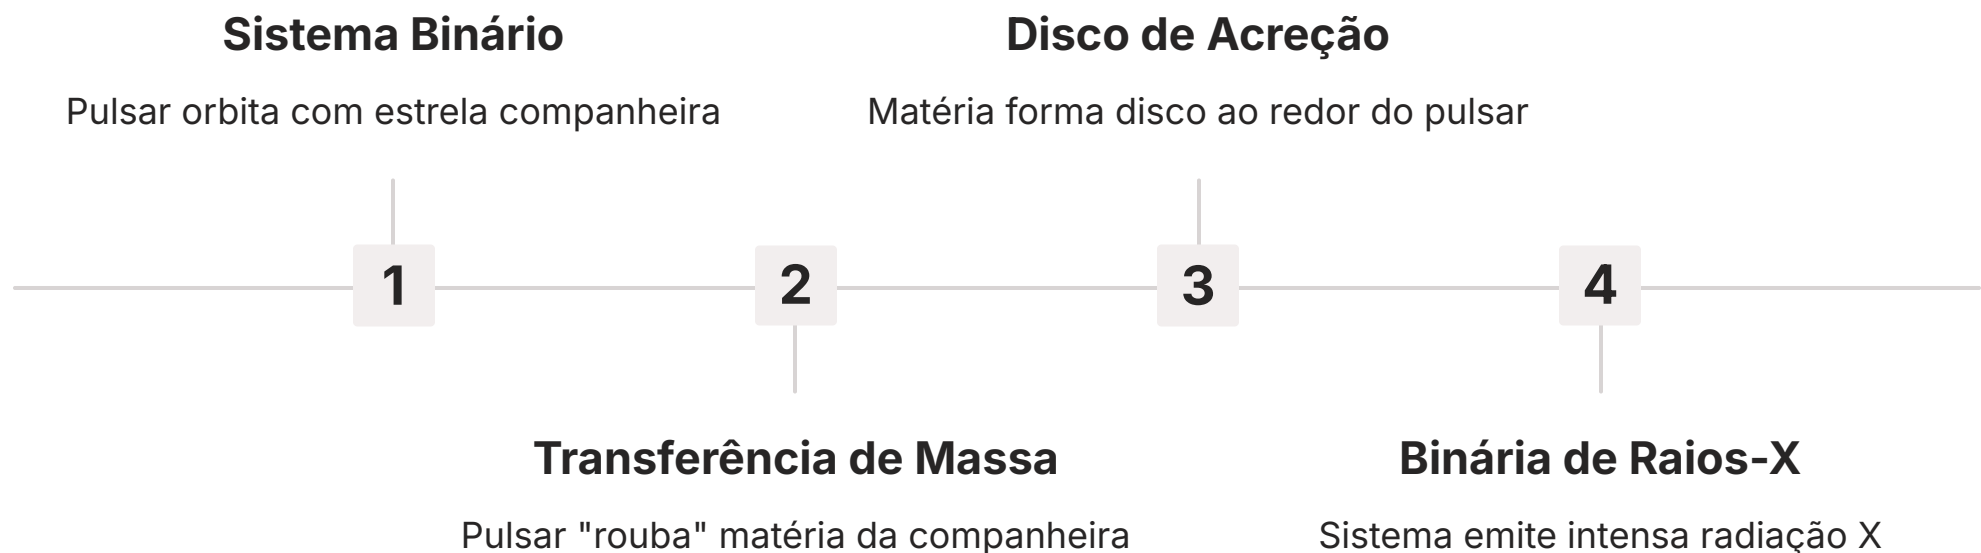 Sistema Binário
Pulsar orbita com estrela companheira
Disco de Acreção
Matéria forma disco ao redor do pulsar
1
2
3
4
Transferência de Massa
Pulsar "rouba" matéria da companheira
Binária de Raios-X
Sistema emite intensa radiação X